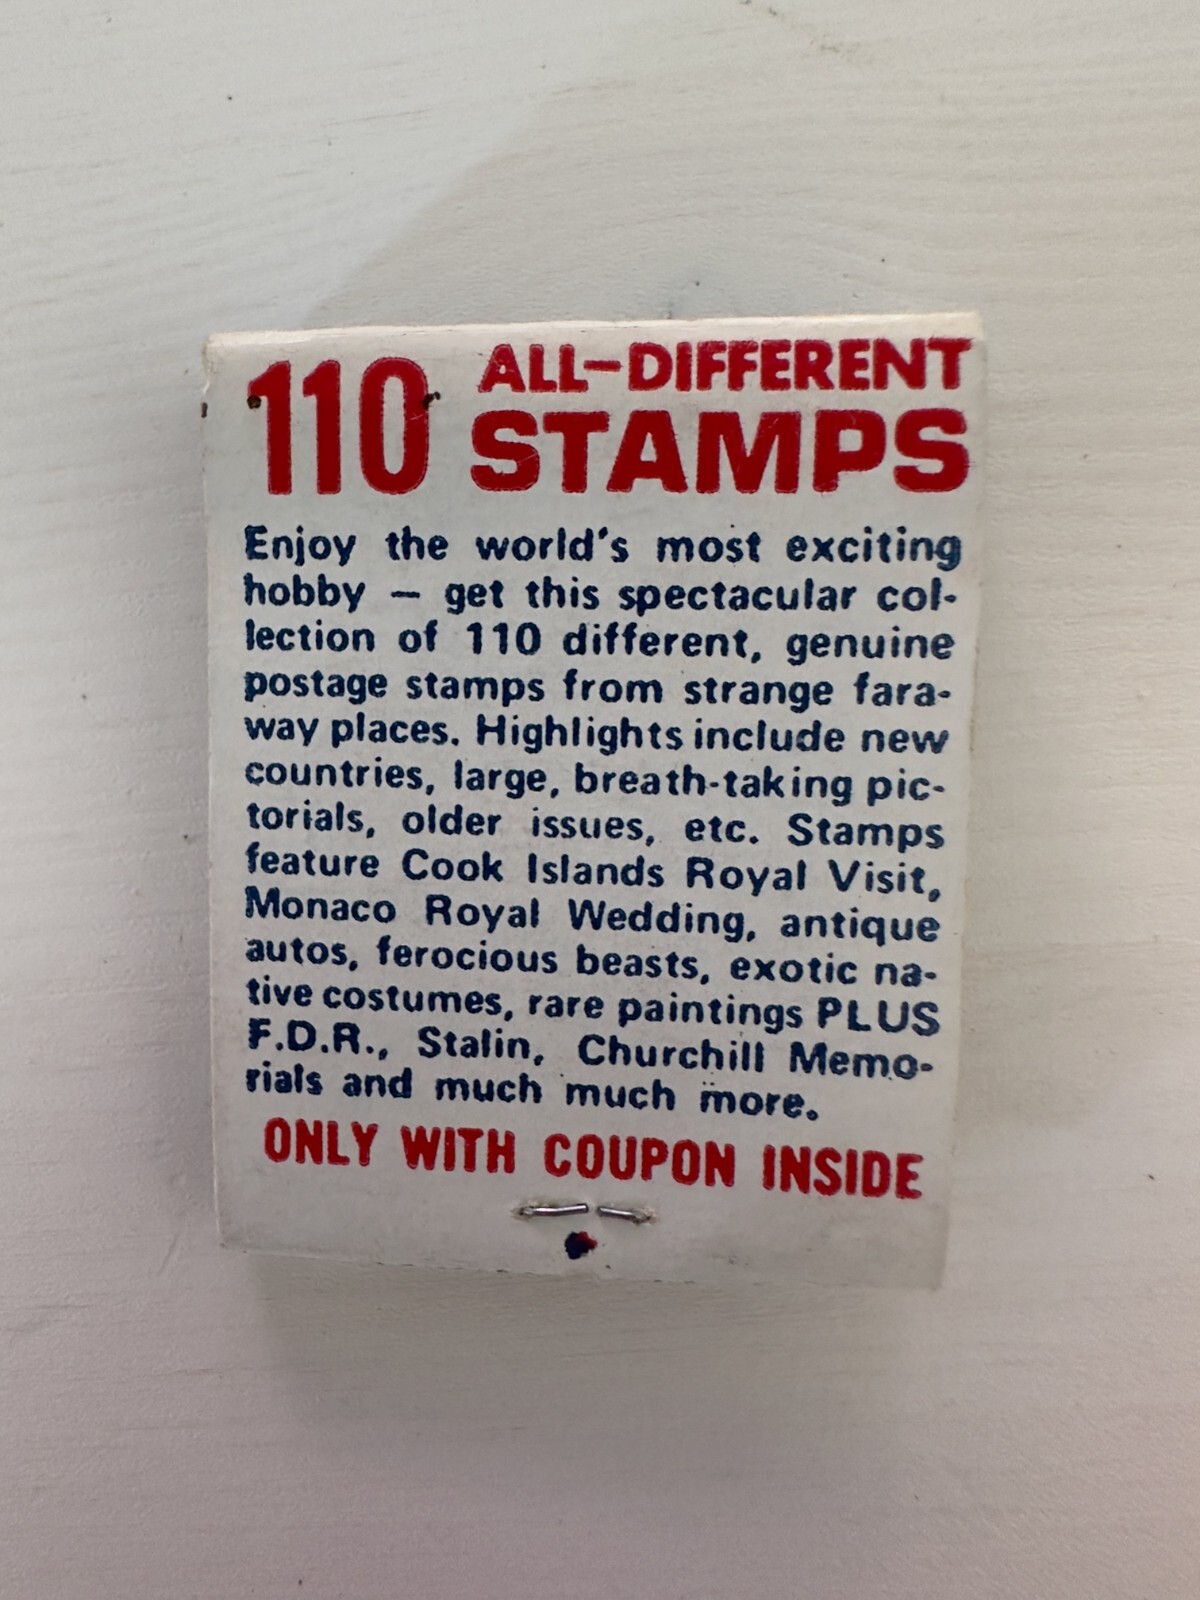 110 ALL-DIFFERENT
STAMPS
Enjoy the world's most exciting
hobby — get this spectacular col-
lection of 110 different, genuine
postage stamps from strange fara-
way places. Highlights include new
countries, large, breath-taking pic-
torials, older issues, etc. Stamps
feature Cook Islands Royal Visit,
Monaco Royal Wedding, antique
autos, ferocious beasts, exotic na-
tive costumes, rare paintings PLUS
F.D.R., Stalin, Churchill Memo-
rials and much much more.
ONLY WITH COUPON INSIDE